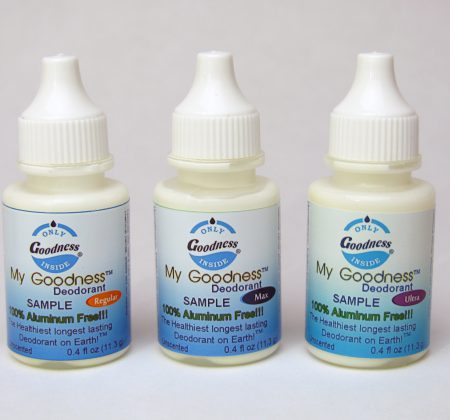 ONLY
Goodness®
INSIDE
My Goodness™
Deodorant
SAMPLE Regular
100% Aluminum Free!!!
The Healthiest longest lasting
Deodorant on Earth!™
Unscented 0.4 fl oz (11.3 g)
ONLY
Goodness®
INSIDE
My Goodness™
Deodorant
SAMPLE Max
100% Aluminum Free!!!
The Healthiest longest lasting
Deodorant on Earth!™
Unscented 0.4 fl oz (11.3 g)
ONLY
Goodness®
INSIDE
My Goodness™
Deodorant
SAMPLE Ultra
100% Aluminum Free!!!
The Healthiest longest lasting
Deodorant on Earth!™
Unscented 0.4 fl oz (11.3 g)